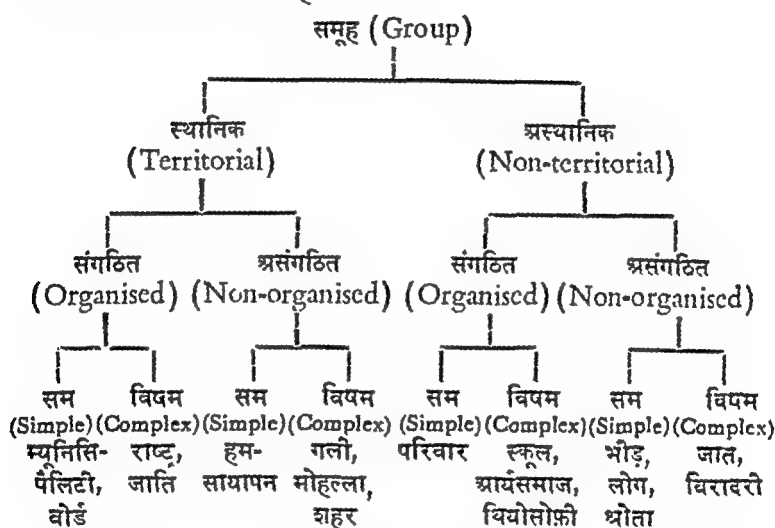 समूह (Group)
स्थानिक अस्थानिक
(Territorial) (Non-territorial)
संगठित असंगठित संगठित असंगठित
(Organised) (Non-organised) (Organised) (Non-organised)
सम विषम सम विषम सम विषम सम विषम
(Simple) (Complex) (Simple) (Complex) (Simple) (Complex) (Simple) (Complex)
म्यूनिसि- राष्ट्र, हम- गली, परिवार स्कूल, भीड़, जात,
पैलिटी, जाति सायापन मोहल्ला, आर्यसमाज, लोग, बिरादरी
बोर्ड शहर थियोसोफ़ी श्रोता